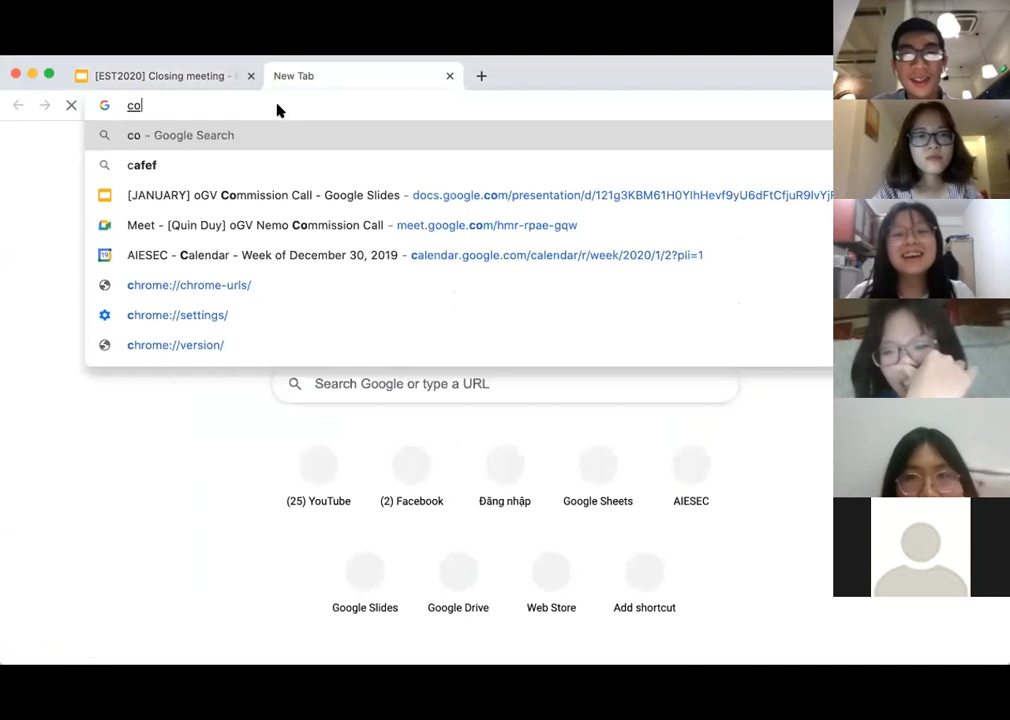 [EST2020] Closing meeting -
New Tab
co
co - Google Search
cafef
[JANUARY] oGV Commission Call - Google Slides - docs.google.com/presentation/d/121g3KBM61H0YlhHevf9yU6dFtCfjuR9lvYjF
Meet - [Quin Duy] oGV Nemo Commission Call - meet.google.com/hmr-rpae-gqw
19 AIESEC - Calendar - Week of December 30, 2019 - calendar.google.com/calendar/r/week/2020/1/2?pii=1
chrome://chrome-urls/
chrome://settings/
chrome://version/
Search Google or type a URL
(25) YouTube (2) Facebook Đăng nhập Google Sheets AIESEC
Google Slides Google Drive Web Store Add shortcut